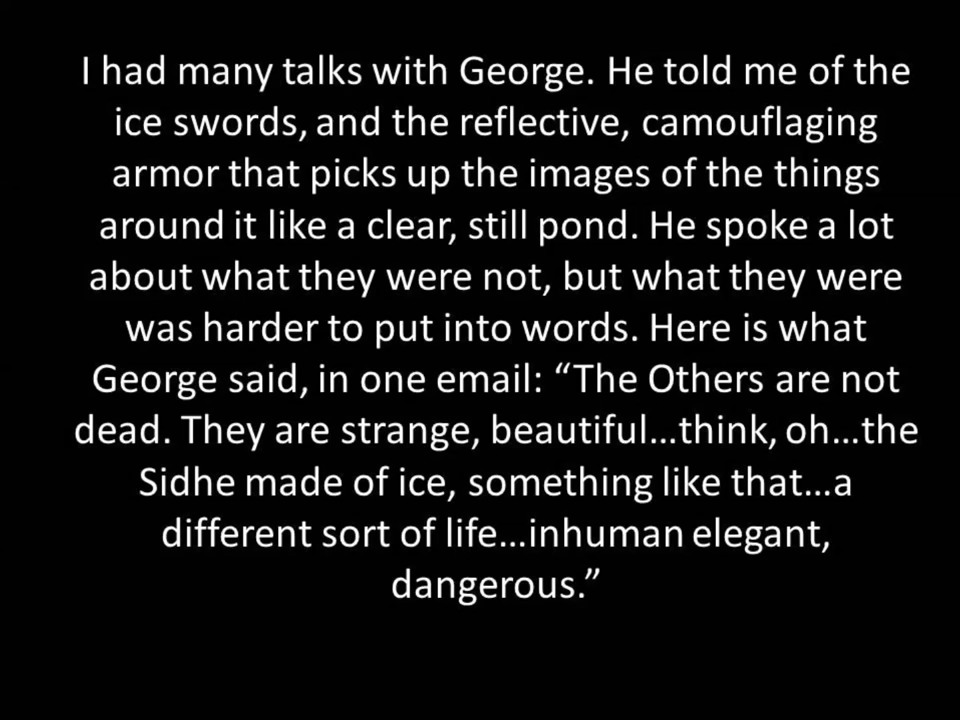 I had many talks with George. He told me of the
ice swords, and the reflective, camouflaging
armor that picks up the images of the things
around it like a clear, still pond. He spoke a lot
about what they were not, but what they were
was harder to put into words. Here is what
George said, in one email: “The Others are not
dead. They are strange, beautiful…think, oh…the
Sidhe made of ice, something like that…a
different sort of life…inhuman elegant,
dangerous.”